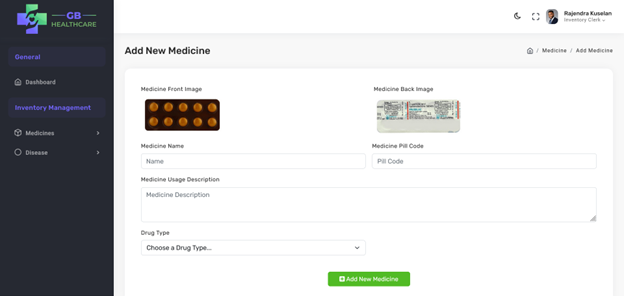 GB
HEALTHCARE
Rajendra Kuselan
Inventory Clerk
General
Add New Medicine
/ Medicine / Add Medicine
Dashboard
Medicine Front Image
Medicine Back Image
Inventory Management
Medicines
Medicine Name
Medicine Pill Code
Disease
Name
Pill Code
Medicine Usage Description
Medicine Description
Drug Type
Choose a Drug Type...
Add New Medicine